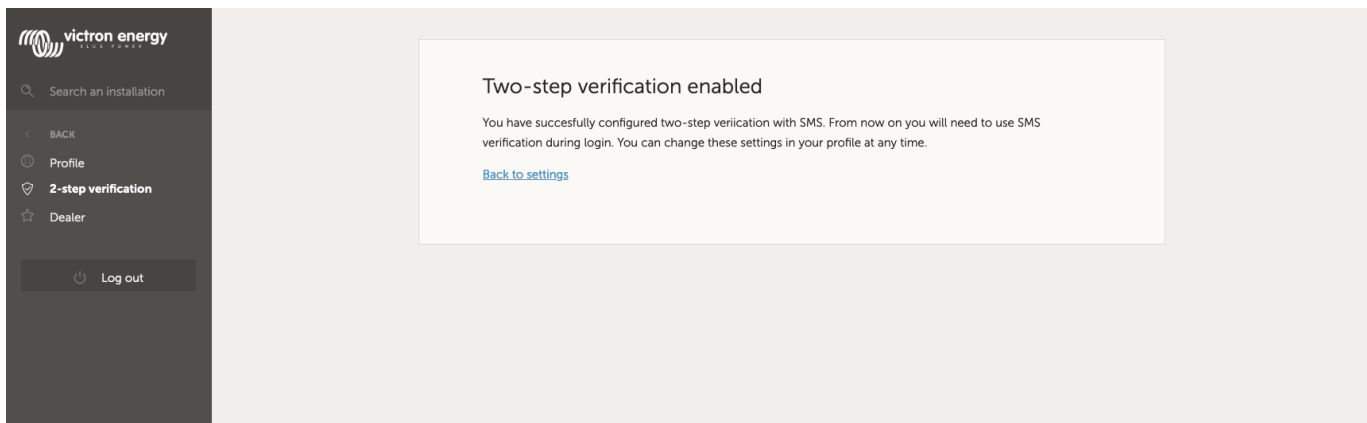 victron energy
BLUE POWER
Search an installation
BACK
Profile
2-step verification
Dealer
Log out
Two-step verification enabled
You have succesfully configured two-step veriication with SMS. From now on you will need to use SMS
verification during login. You can change these settings in your profile at any time.
Back to settings